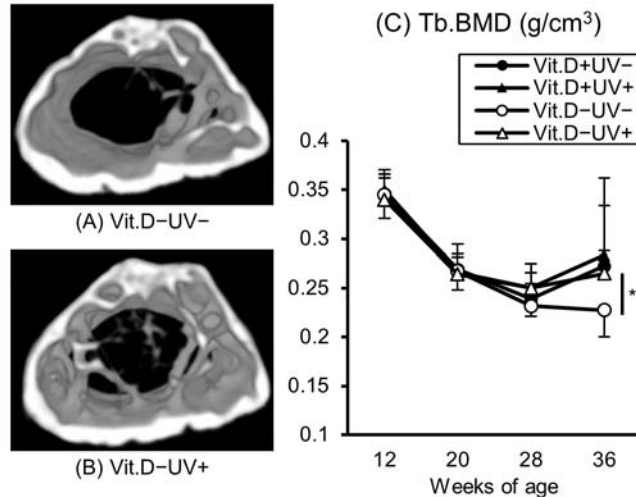 (A) Vit.D−UV−
(B) Vit.D−UV+
(C) Tb.BMD (g/cm³)
Vit.D+UV−
Vit.D+UV+
Vit.D−UV−
Vit.D−UV+
0.4
0.35
0.3
0.25
0.2
0.15
0.1
*
12 20 28 36
Weeks of age